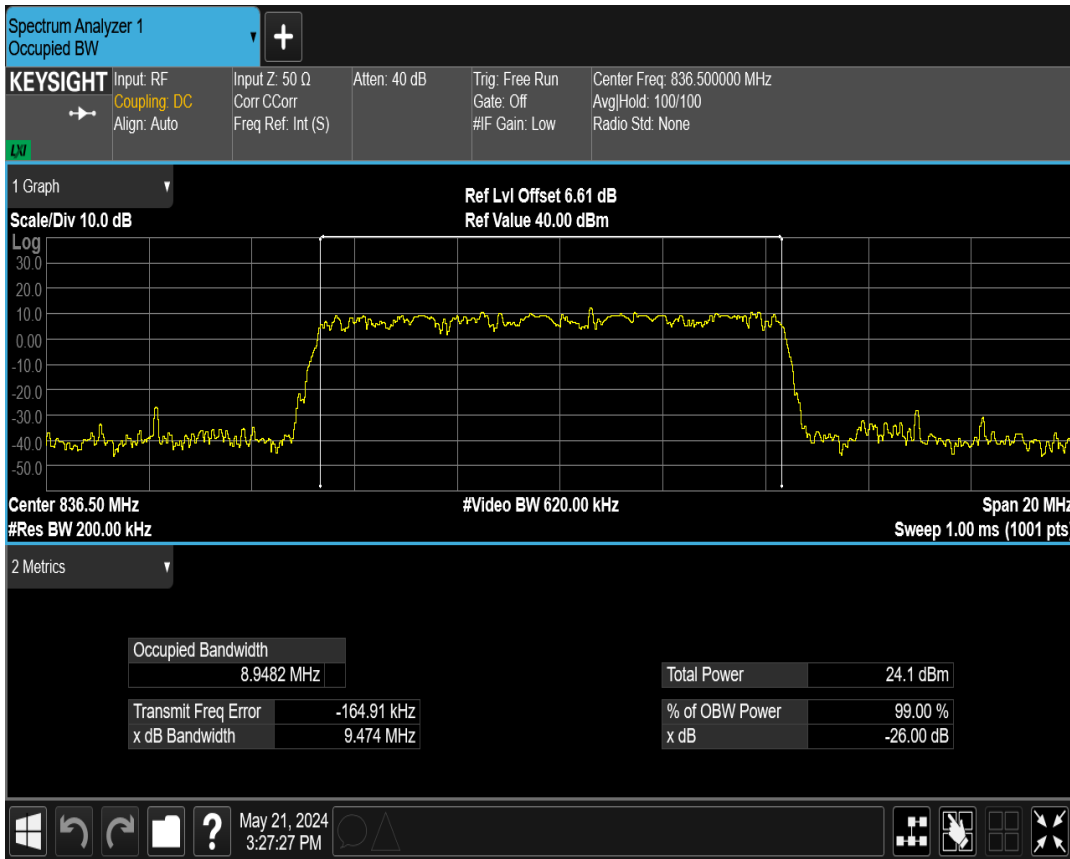 Spectrum Analyzer 1
Occupied BW
KEYSIGHT
LXI
Input: RF
Coupling: DC
Align: Auto
Input Z: 50 Ω
Corr CCorr
Freq Ref: Int (S)
Atten: 40 dB
Trig: Free Run
Gate: Off
#IF Gain: Low
Center Freq: 836.500000 MHz
Avg|Hold: 100/100
Radio Std: None
1 Graph
Ref Lvl Offset 6.61 dB
Scale/Div 10.0 dB
Ref Value 40.00 dBm
Log
30.0
20.0
10.0
0.00
-10.0
-20.0
-30.0
-40.0
-50.0
Center 836.50 MHz
#Video BW 620.00 kHz
Span 20 MHz
#Res BW 200.00 kHz
Sweep 1.00 ms (1001 pts)
2 Metrics
Occupied Bandwidth
8.9482 MHz
Total Power 24.1 dBm
Transmit Freq Error -164.91 kHz
% of OBW Power 99.00 %
x dB Bandwidth 9.474 MHz
x dB -26.00 dB
?
May 21, 2024
3:27:27 PM